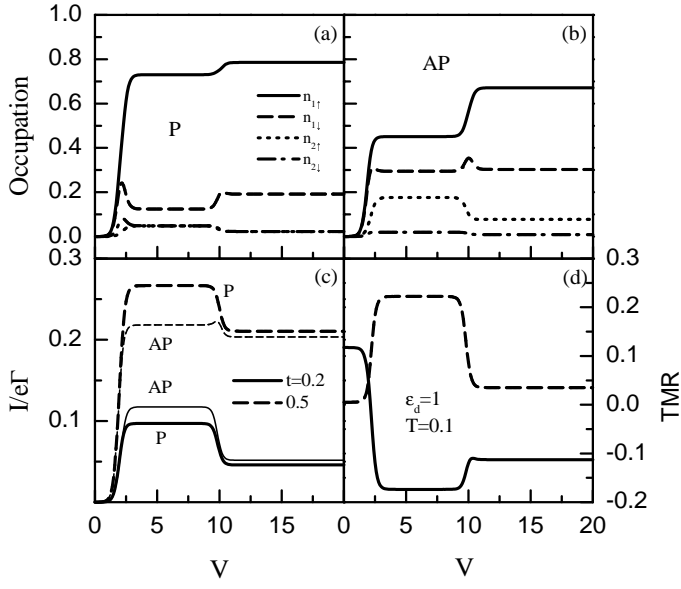 1.0
0.8
0.6
0.4
0.2
0.0
Occupation
(a)
P
n1↑
n1↓
n2↑
n2↓
(b)
AP
0.3
0.2
0.1
I/eΓ
(c)
P
AP
AP
P
t=0.2
0.5
(d)
εd=1
T=0.1
0.3
0.2
0.1
0.0
-0.1
-0.2
TMR
0 5 10 15
0 5 10 15 20
V
V